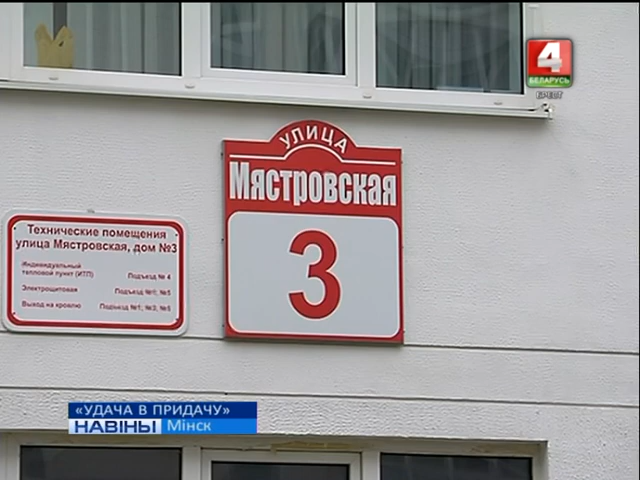 4
БЕЛАРУСЬ
БРЕСТ
УЛИЦА
Мястровская
3
Технические помещения
улица Мястровская, дом №3
Индивидуальный
тепловой пункт (ИТП) Подъезд № 4
Электрощитовая Подъезд №1; №5
Выход на кровлю Подъезд №1; №3; №5
«УДАЧА В ПРИДАЧУ»
НАВІНЫ Мінск